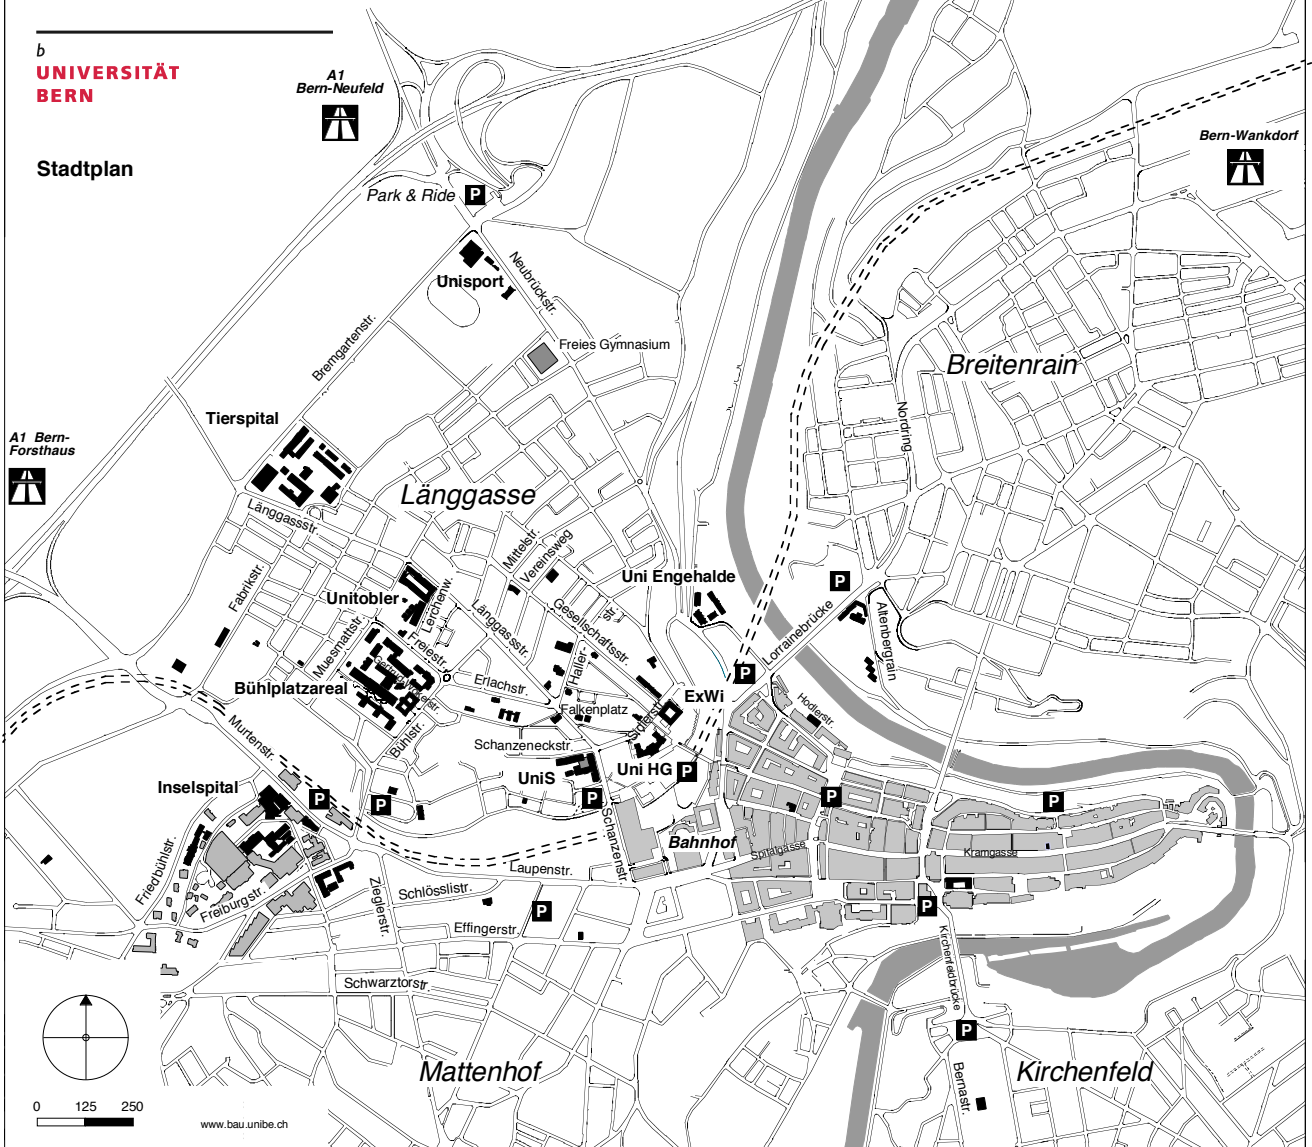 b
UNIVERSITÄT
BERN
Stadtplan
A1
Bern-Neufeld
Park & Ride
P
Bern-Wankdorf
Unisport
Neubrückstr.
Bremgartenstr.
Freies Gymnasium
Breitenrain
Nordring
Tierspital
A1 Bern-
Forsthaus
Länggasse
Länggassstr.
Mittelstr.
Vereinsweg
Fabrikstr.
Unitobler
Lerchenw.
Länggassstr.
Gesellschaftsstr.
str.
Uni Engehalde
P
Lorrainebrücke
Altenbergrain
Muesmattstr.
Freiestr.
Haller-
Bühlplatzareal
Erlachstr.
Falkenplatz
Sidlerstr.
ExWi
P
Hodlerstr.
Murtenstr.
Bühlstr.
Schanzeneckstr.
UniS
Uni HG
P
Inselspital
P
P
P
P
P
Schanzenstr.
Bahnhof
Spitalgasse
Kramgasse
Friedbühlstr.
Freiburgstr.
Zieglerstr.
Schlösslistr.
Laupenstr.
Effingerstr.
P
P
Kirchenfeldbrücke
Schwarztorstr.
P
Mattenhof
Kirchenfeld
Bernastr.
0 125 250
www.bau.unibe.ch